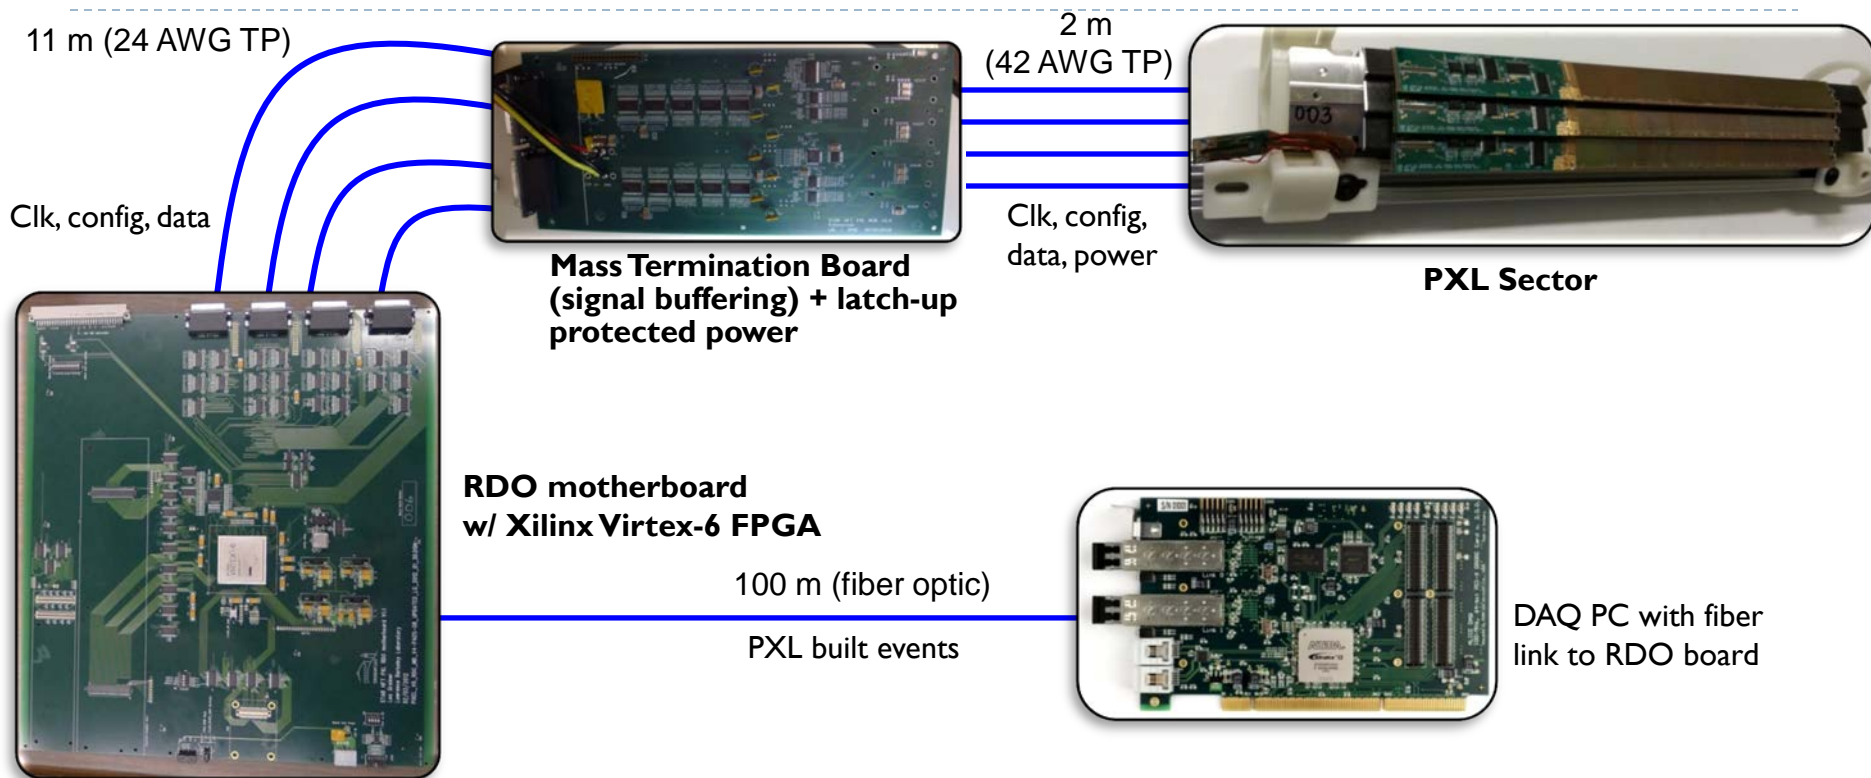 11 m (24 AWG TP)
2 m
(42 AWG TP)
003
Clk, config, data
Clk, config,
data, power
Mass Termination Board
(signal buffering) + latch-up
protected power
PXL Sector
RDO motherboard
w/ Xilinx Virtex-6 FPGA
100 m (fiber optic)
PXL built events
DAQ PC with fiber
link to RDO board